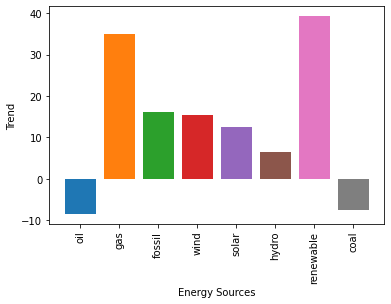 40
30
20
10
0
−10
Trend
oil
gas
fossil
wind
solar
hydro
renewable
coal
Energy Sources